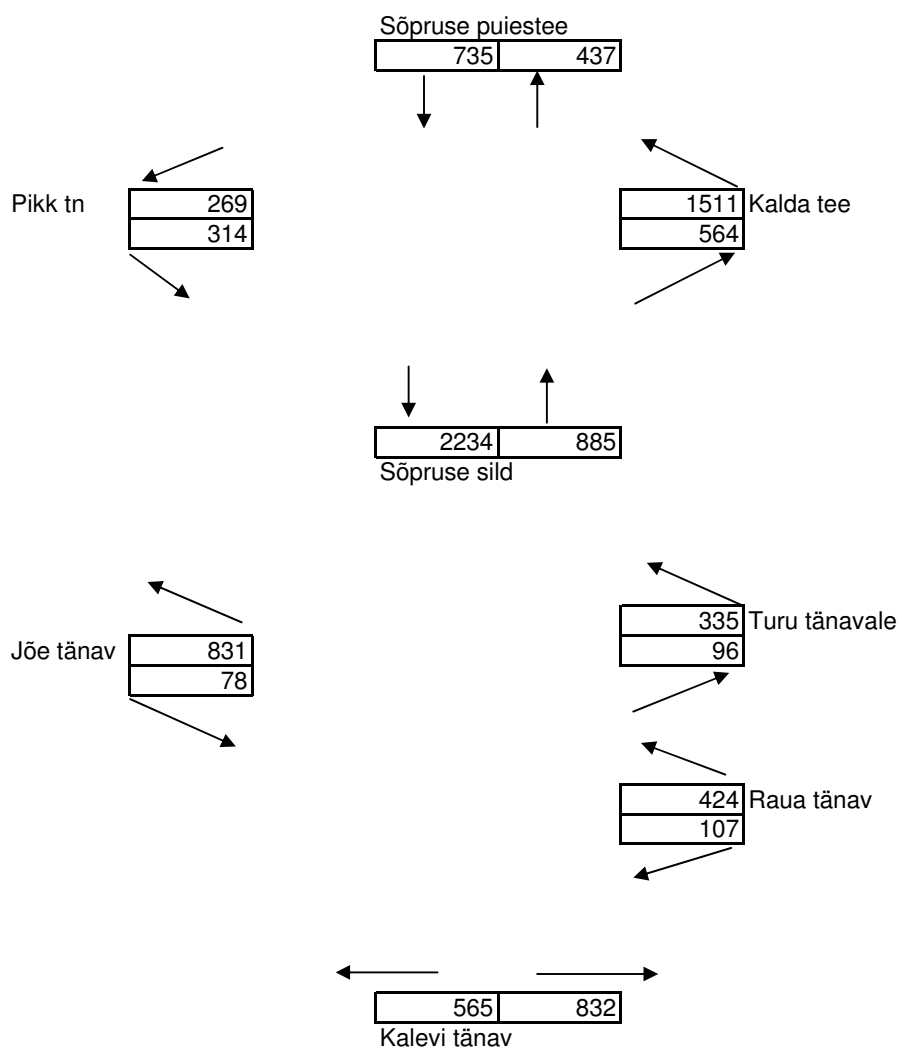 Sõpruse puiestee
735 437
Pikk tn 269 1511 Kalda tee
314 564
2234 885
Sõpruse sild
335 Turu tänavale
Jõe tänav 831 96
78
424 Raua tänav
107
565 832
Kalevi tänav